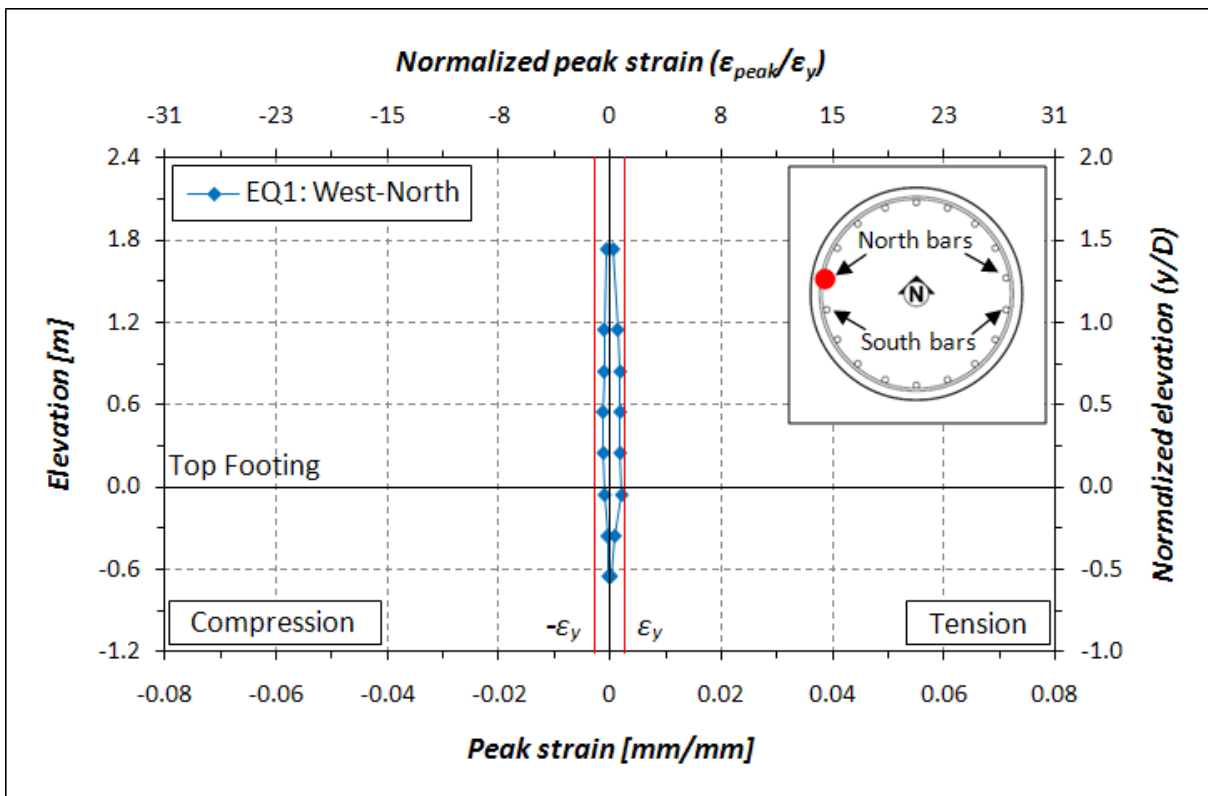 Normalized peak strain (εpeak/εy)
-31 -23 -15 -8 0 8 15 23 31
2.4 2.0
EQ1: West-North
1.8 North bars 1.5
N
1.2 1.0
South bars
0.6 0.5
Top Footing
0.0 0.0
-0.6 -0.5
Compression -εy εy Tension
-1.2 -1.0
-0.08 -0.06 -0.04 -0.02 0 0.02 0.04 0.06 0.08
Peak strain [mm/mm]
Elevation [m]
Normalized elevation (y/D)